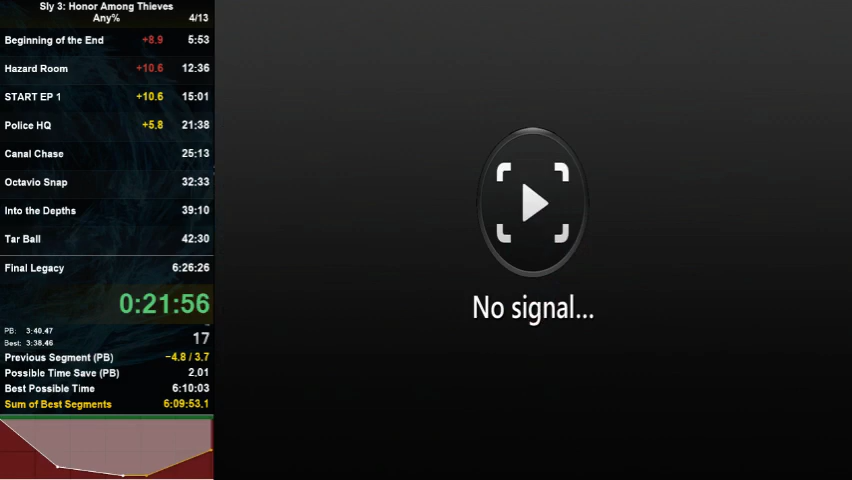 Sly 3: Honor Among Thieves
Any% 4/13
Beginning of the End +8.9 5:53
Hazard Room +10.6 12:36
START EP 1 +10.6 15:01
Police HQ +5.8 21:38
Canal Chase 25:13
Octavio Snap 32:33
Into the Depths 39:10
Tar Ball 42:30
Final Legacy 6:26:26
0:21:56
PB: 3:40.47
Best: 3:38.46
17
Previous Segment (PB) −4.8 / 3.7
Possible Time Save (PB) 2.01
Best Possible Time 6:10:03
Sum of Best Segments 6:09:53.1
No signal...